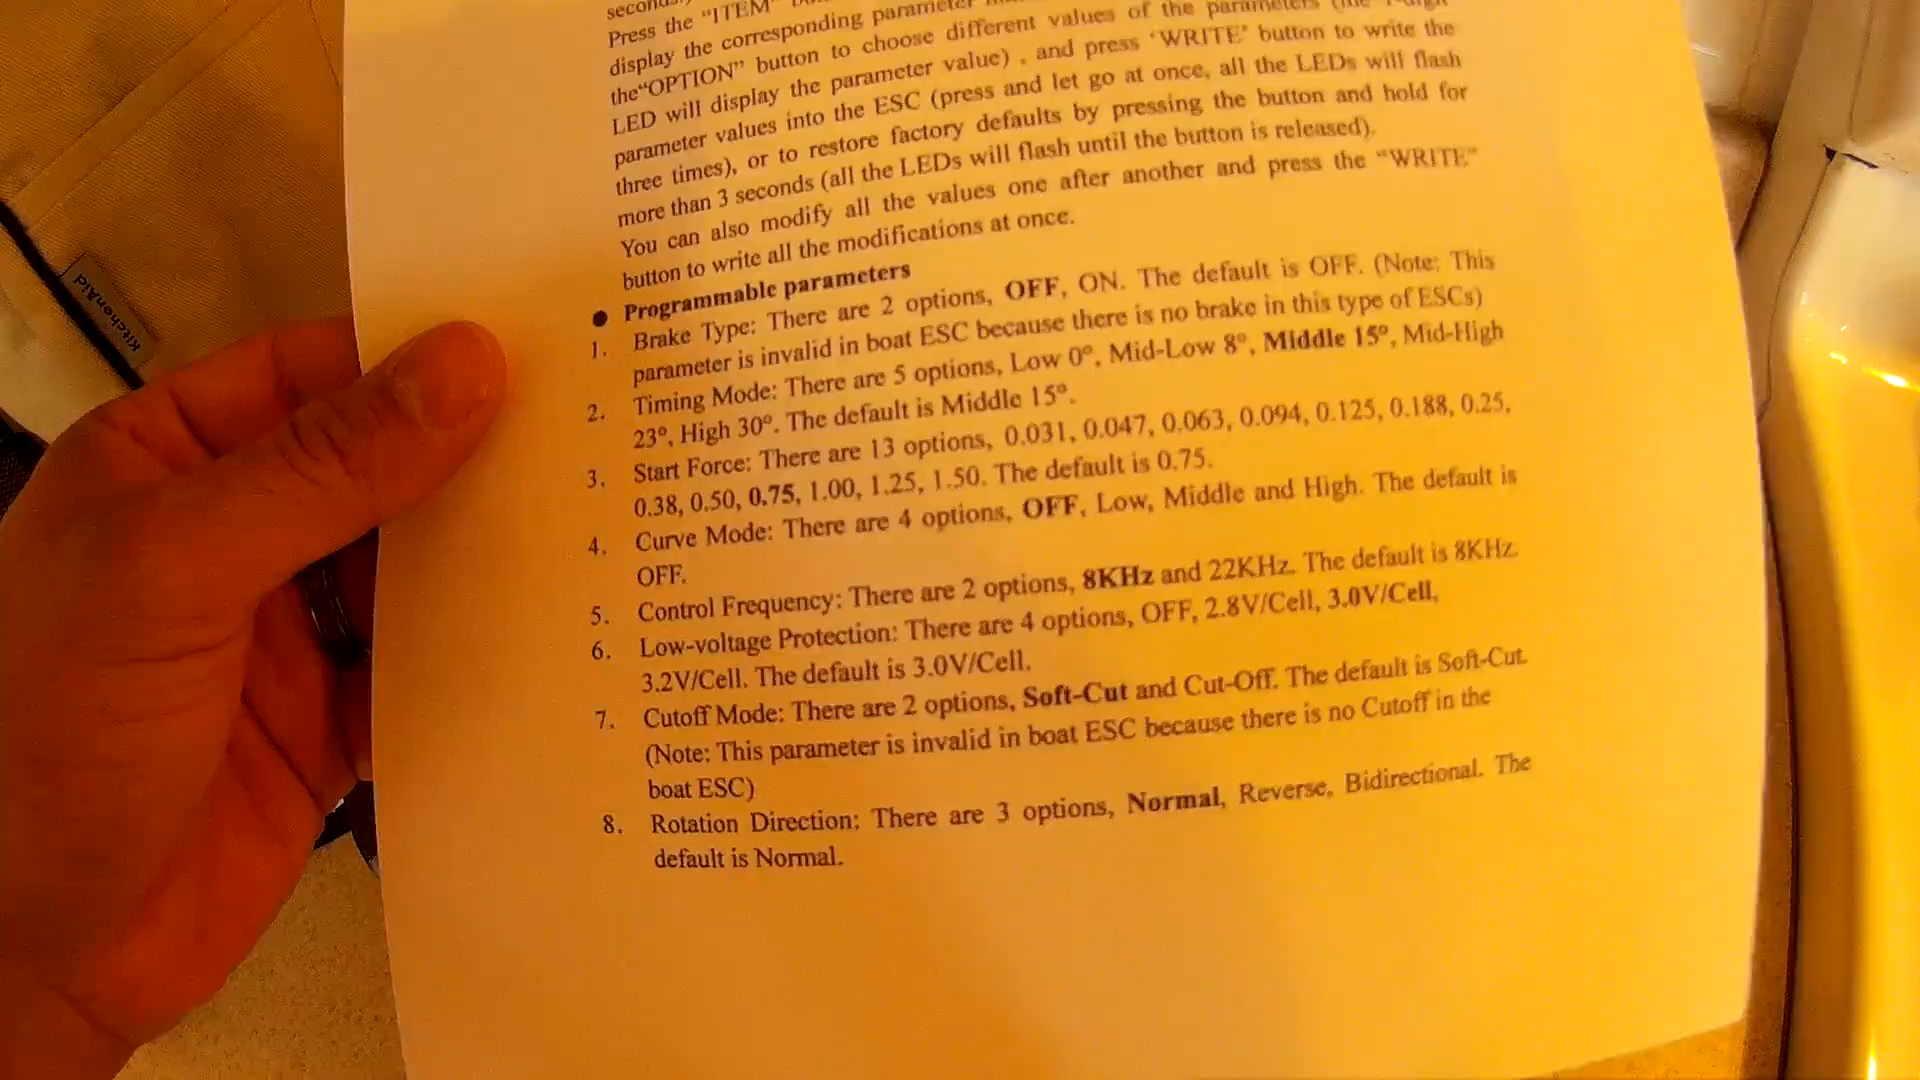 Press the "ITEM"
display the corresponding parameter
the"OPTION" button to choose different values of the parameters
LED will display the parameter value) , and press 'WRITE' button to write the
parameter values into the ESC (press and let go at once, all the LEDs will flash
three times), or to restore factory defaults by pressing the button and hold for
more than 3 seconds (all the LEDs will flash until the button is released).
You can also modify all the values one after another and press the "WRITE"
button to write all the modifications at once.
● Programmable parameters
1. Brake Type: There are 2 options, OFF, ON. The default is OFF. (Note: This
parameter is invalid in boat ESC because there is no brake in this type of ESCs)
2. Timing Mode: There are 5 options, Low 0°, Mid-Low 8°, Middle 15°, Mid-High
23°, High 30°. The default is Middle 15°.
3. Start Force: There are 13 options, 0.031, 0.047, 0.063, 0.094, 0.125, 0.188, 0.25,
0.38, 0.50, 0.75, 1.00, 1.25, 1.50. The default is 0.75.
4. Curve Mode: There are 4 options, OFF, Low, Middle and High. The default is
OFF.
5. Control Frequency: There are 2 options, 8KHz and 22KHz. The default is 8KHz.
6. Low-voltage Protection: There are 4 options, OFF, 2.8V/Cell, 3.0V/Cell,
3.2V/Cell. The default is 3.0V/Cell.
7. Cutoff Mode: There are 2 options, Soft-Cut and Cut-Off. The default is Soft-Cut.
(Note: This parameter is invalid in boat ESC because there is no Cutoff in the
boat ESC)
8. Rotation Direction: There are 3 options, Normal, Reverse, Bidirectional. The
default is Normal.
KitchenAid